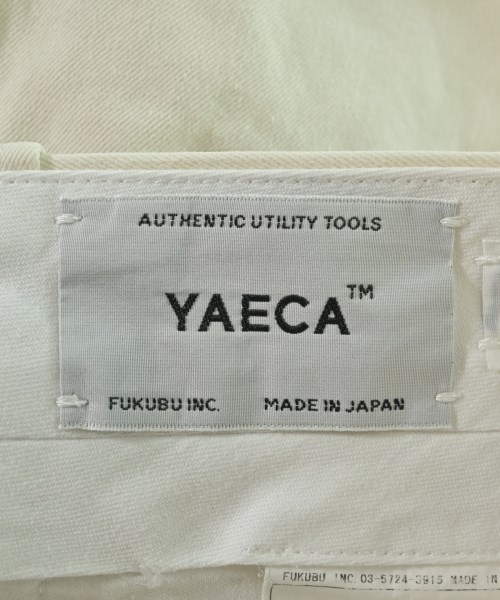 AUTHENTIC UTILITY TOOLS
YAECA™
FUKUBU INC. MADE IN JAPAN
FUKUBU INC. 03-5724-3915 MADE IN